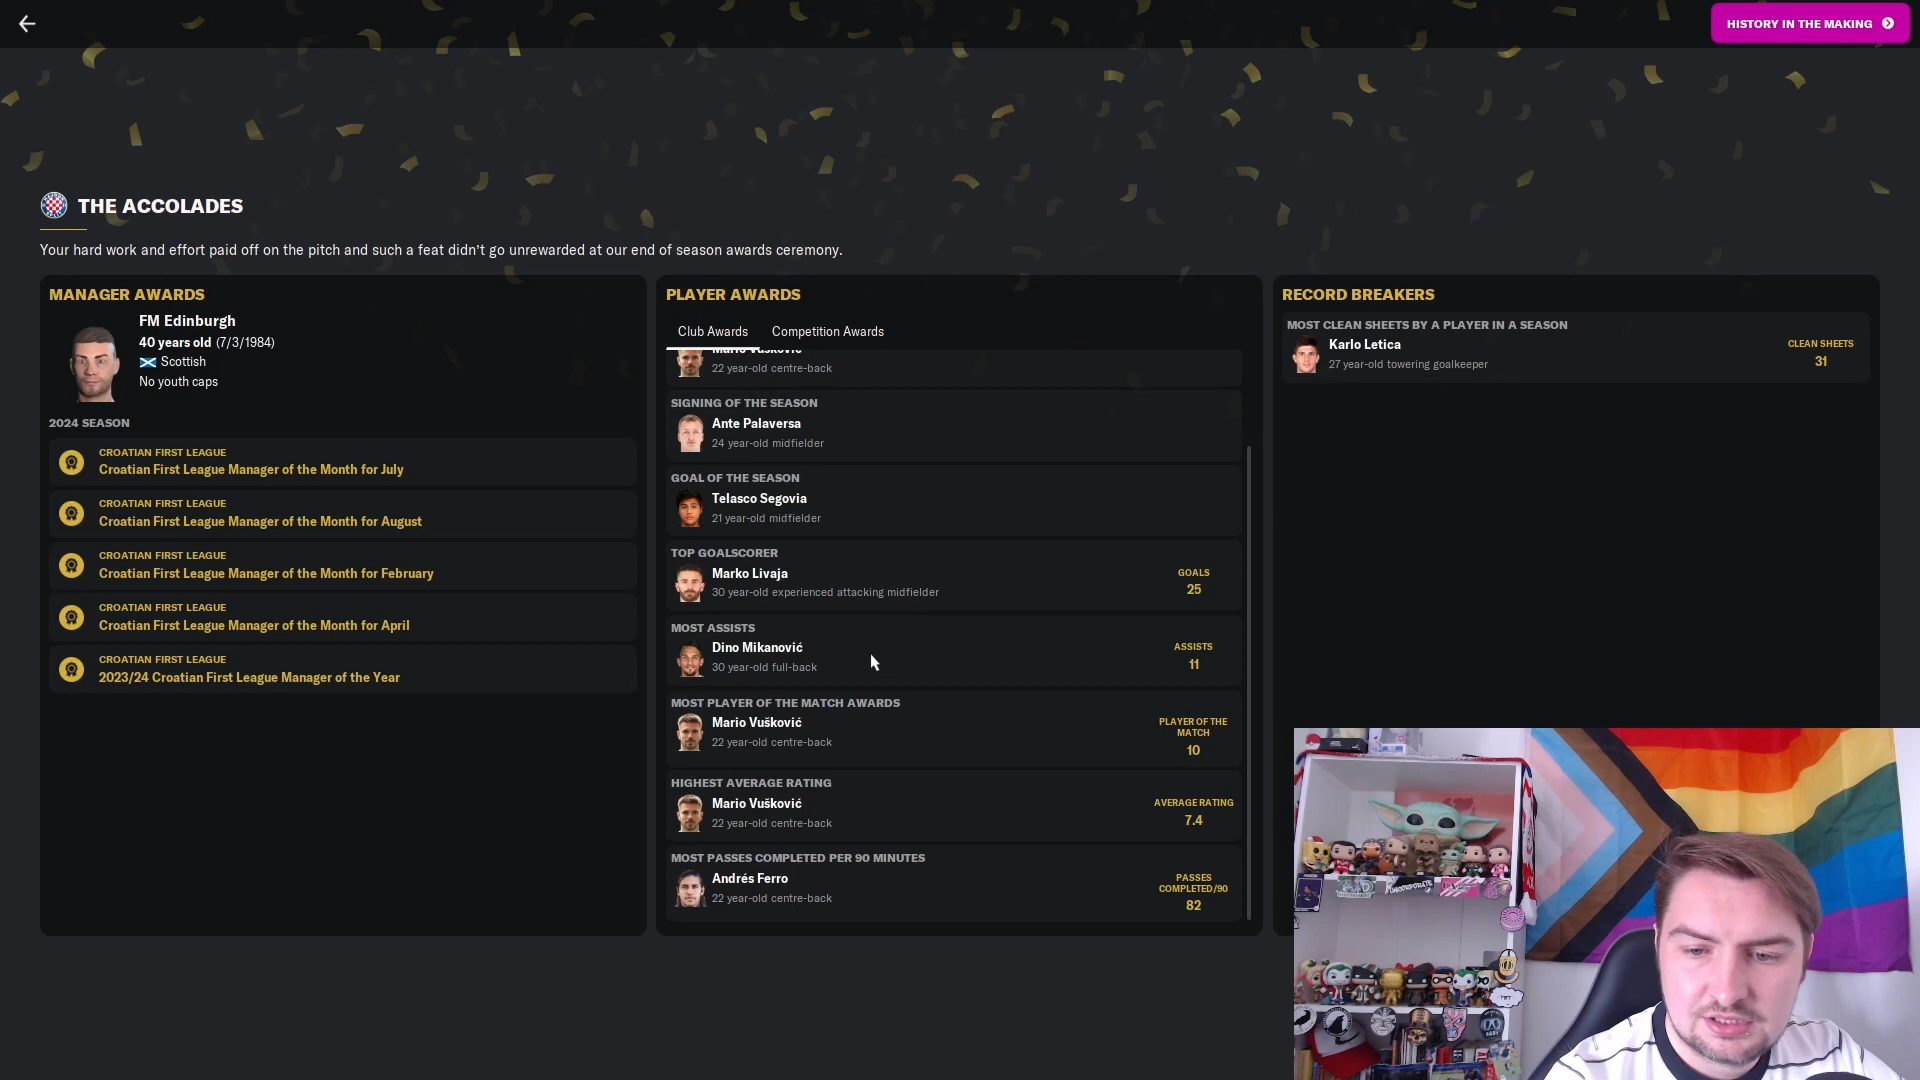 HISTORY IN THE MAKING
THE ACCOLADES
Your hard work and effort paid off on the pitch and such a feat didn't go unrewarded at our end of season awards ceremony.
MANAGER AWARDS
FM Edinburgh
40 years old (7/3/1984)
Scottish
No youth caps
2024 SEASON
CROATIAN FIRST LEAGUE
Croatian First League Manager of the Month for July
CROATIAN FIRST LEAGUE
Croatian First League Manager of the Month for August
CROATIAN FIRST LEAGUE
Croatian First League Manager of the Month for February
CROATIAN FIRST LEAGUE
Croatian First League Manager of the Month for April
CROATIAN FIRST LEAGUE
2023/24 Croatian First League Manager of the Year
PLAYER AWARDS
Club Awards Competition Awards
Mario Vušković
22 year-old centre-back
SIGNING OF THE SEASON
Ante Palaversa
24 year-old midfielder
GOAL OF THE SEASON
Telasco Segovia
21 year-old midfielder
TOP GOALSCORER
Marko Livaja
30 year-old experienced attacking midfielder
GOALS
25
MOST ASSISTS
Dino Mikanović
30 year-old full-back
ASSISTS
11
MOST PLAYER OF THE MATCH AWARDS
Mario Vušković
22 year-old centre-back
PLAYER OF THE
MATCH
10
HIGHEST AVERAGE RATING
Mario Vušković
22 year-old centre-back
AVERAGE RATING
7.4
MOST PASSES COMPLETED PER 90 MINUTES
Andrés Ferro
22 year-old centre-back
PASSES
COMPLETED/90
82
RECORD BREAKERS
MOST CLEAN SHEETS BY A PLAYER IN A SEASON
Karlo Letica
27 year-old towering goalkeeper
CLEAN SHEETS
31